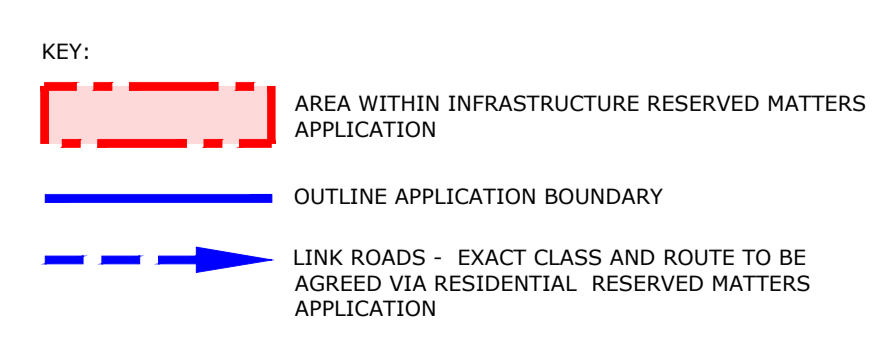 KEY:
AREA WITHIN INFRASTRUCTURE RESERVED MATTERS
APPLICATION
OUTLINE APPLICATION BOUNDARY
LINK ROADS - EXACT CLASS AND ROUTE TO BE
AGREED VIA RESIDENTIAL RESERVED MATTERS
APPLICATION